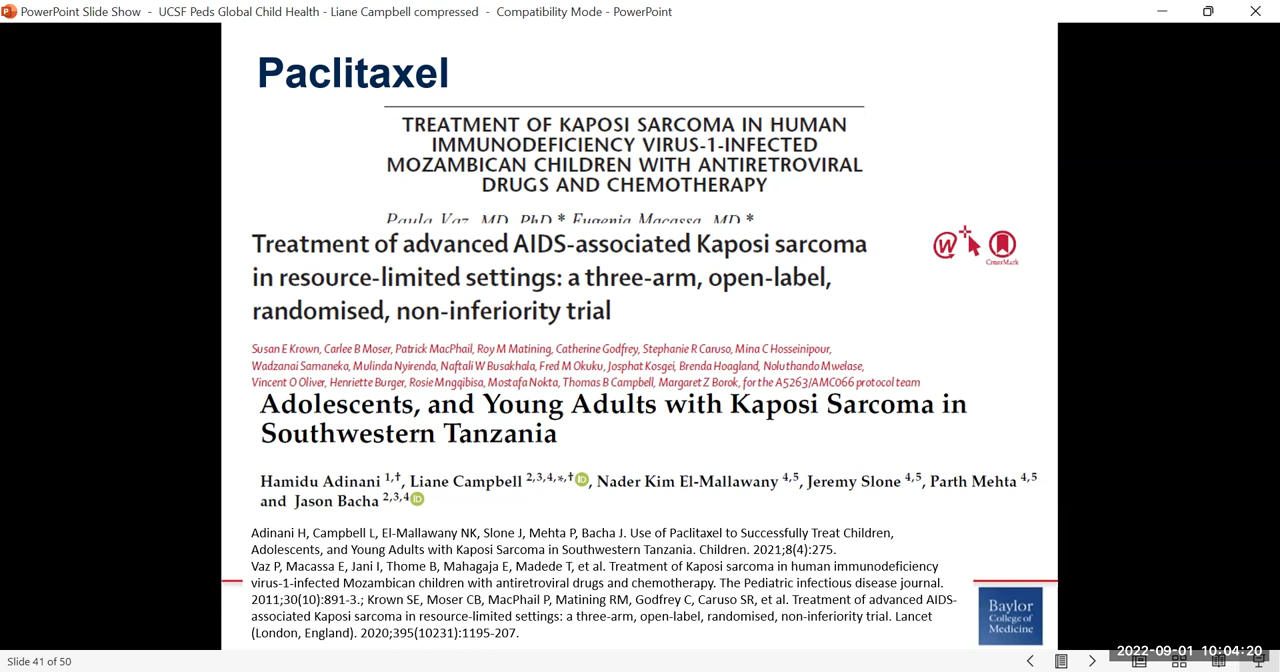 PowerPoint Slide Show - UCSF Peds Global Child Health - Liane Campbell compressed - Compatibility Mode - PowerPoint
Paclitaxel
TREATMENT OF KAPOSI SARCOMA IN HUMAN
IMMUNODEFICIENCY VIRUS-1-INFECTED
MOZAMBICAN CHILDREN WITH ANTIRETROVIRAL
DRUGS AND CHEMOTHERAPY
Paula Vaz, MD, PhD,* Eugenia Macassa, MD,*
Treatment of advanced AIDS-associated Kaposi sarcoma
in resource-limited settings: a three-arm, open-label,
randomised, non-inferiority trial
W
CrossMark
Susan E Krown, Carlee B Moser, Patrick MacPhail, Roy M Matining, Catherine Godfrey, Stephanie R Caruso, Mina C Hosseinipour,
Wadzanai Samaneka, Mulinda Nyirenda, Naftali W Busakhala, Fred M Okuku, Josphat Kosgei, Brenda Hoagland, Noluthando Mwelase,
Vincent O Oliver, Henriette Burger, Rosie Mngqibisa, Mostafa Nokta, Thomas B Campbell, Margaret Z Borok, for the A5263/AMC066 protocol team
Adolescents, and Young Adults with Kaposi Sarcoma in
Southwestern Tanzania
Hamidu Adinani 1,†, Liane Campbell 2,3,4,*,† iD, Nader Kim El-Mallawany 4,5, Jeremy Slone 4,5, Parth Mehta 4,5
and Jason Bacha 2,3,4 iD
Adinani H, Campbell L, El-Mallawany NK, Slone J, Mehta P, Bacha J. Use of Paclitaxel to Successfully Treat Children,
Adolescents, and Young Adults with Kaposi Sarcoma in Southwestern Tanzania. Children. 2021;8(4):275.
Vaz P, Macassa E, Jani I, Thome B, Mahagaja E, Madede T, et al. Treatment of Kaposi sarcoma in human immunodeficiency
virus-1-infected Mozambican children with antiretroviral drugs and chemotherapy. The Pediatric infectious disease journal.
2011;30(10):891-3.; Krown SE, Moser CB, MacPhail P, Matining RM, Godfrey C, Caruso SR, et al. Treatment of advanced AIDS-
associated Kaposi sarcoma in resource-limited settings: a three-arm, open-label, randomised, non-inferiority trial. Lancet
(London, England). 2020;395(10231):1195-207.
Baylor
College of
Medicine
2022-09-01 10:04:20
Slide 41 of 50